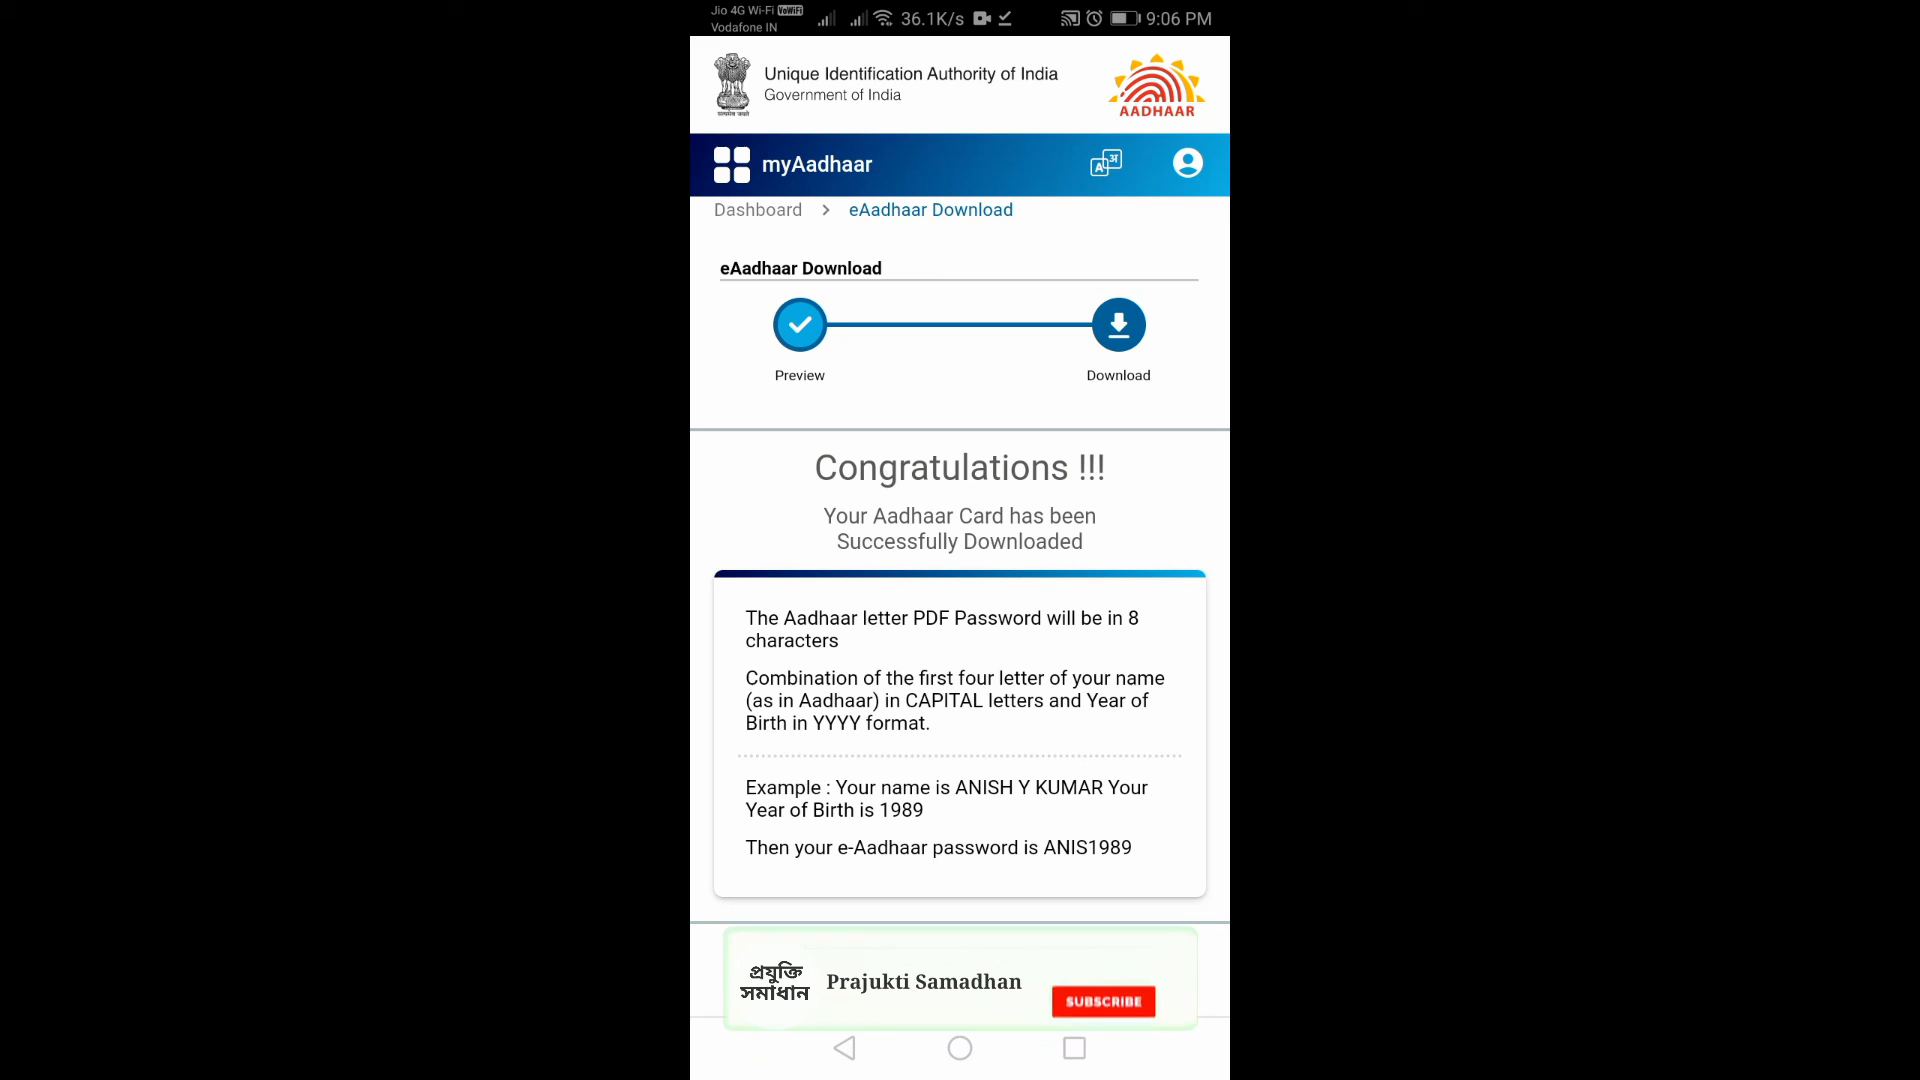 Jio 4G Wi-Fi VoWiFi
Vodafone IN
36.1K/s
9:06 PM
Unique Identification Authority of India
Government of India
सत्यमेव जयते
AADHAAR
myAadhaar
A अ
Dashboard > eAadhaar Download
eAadhaar Download
Preview
Download
Congratulations !!!
Your Aadhaar Card has been
Successfully Downloaded
The Aadhaar letter PDF Password will be in 8
characters
Combination of the first four letter of your name
(as in Aadhaar) in CAPITAL letters and Year of
Birth in YYYY format.
Example : Your name is ANISH Y KUMAR Your
Year of Birth is 1989
Then your e-Aadhaar password is ANIS1989
প্রযুক্তি
সমাধান
Prajukti Samadhan
SUBSCRIBE